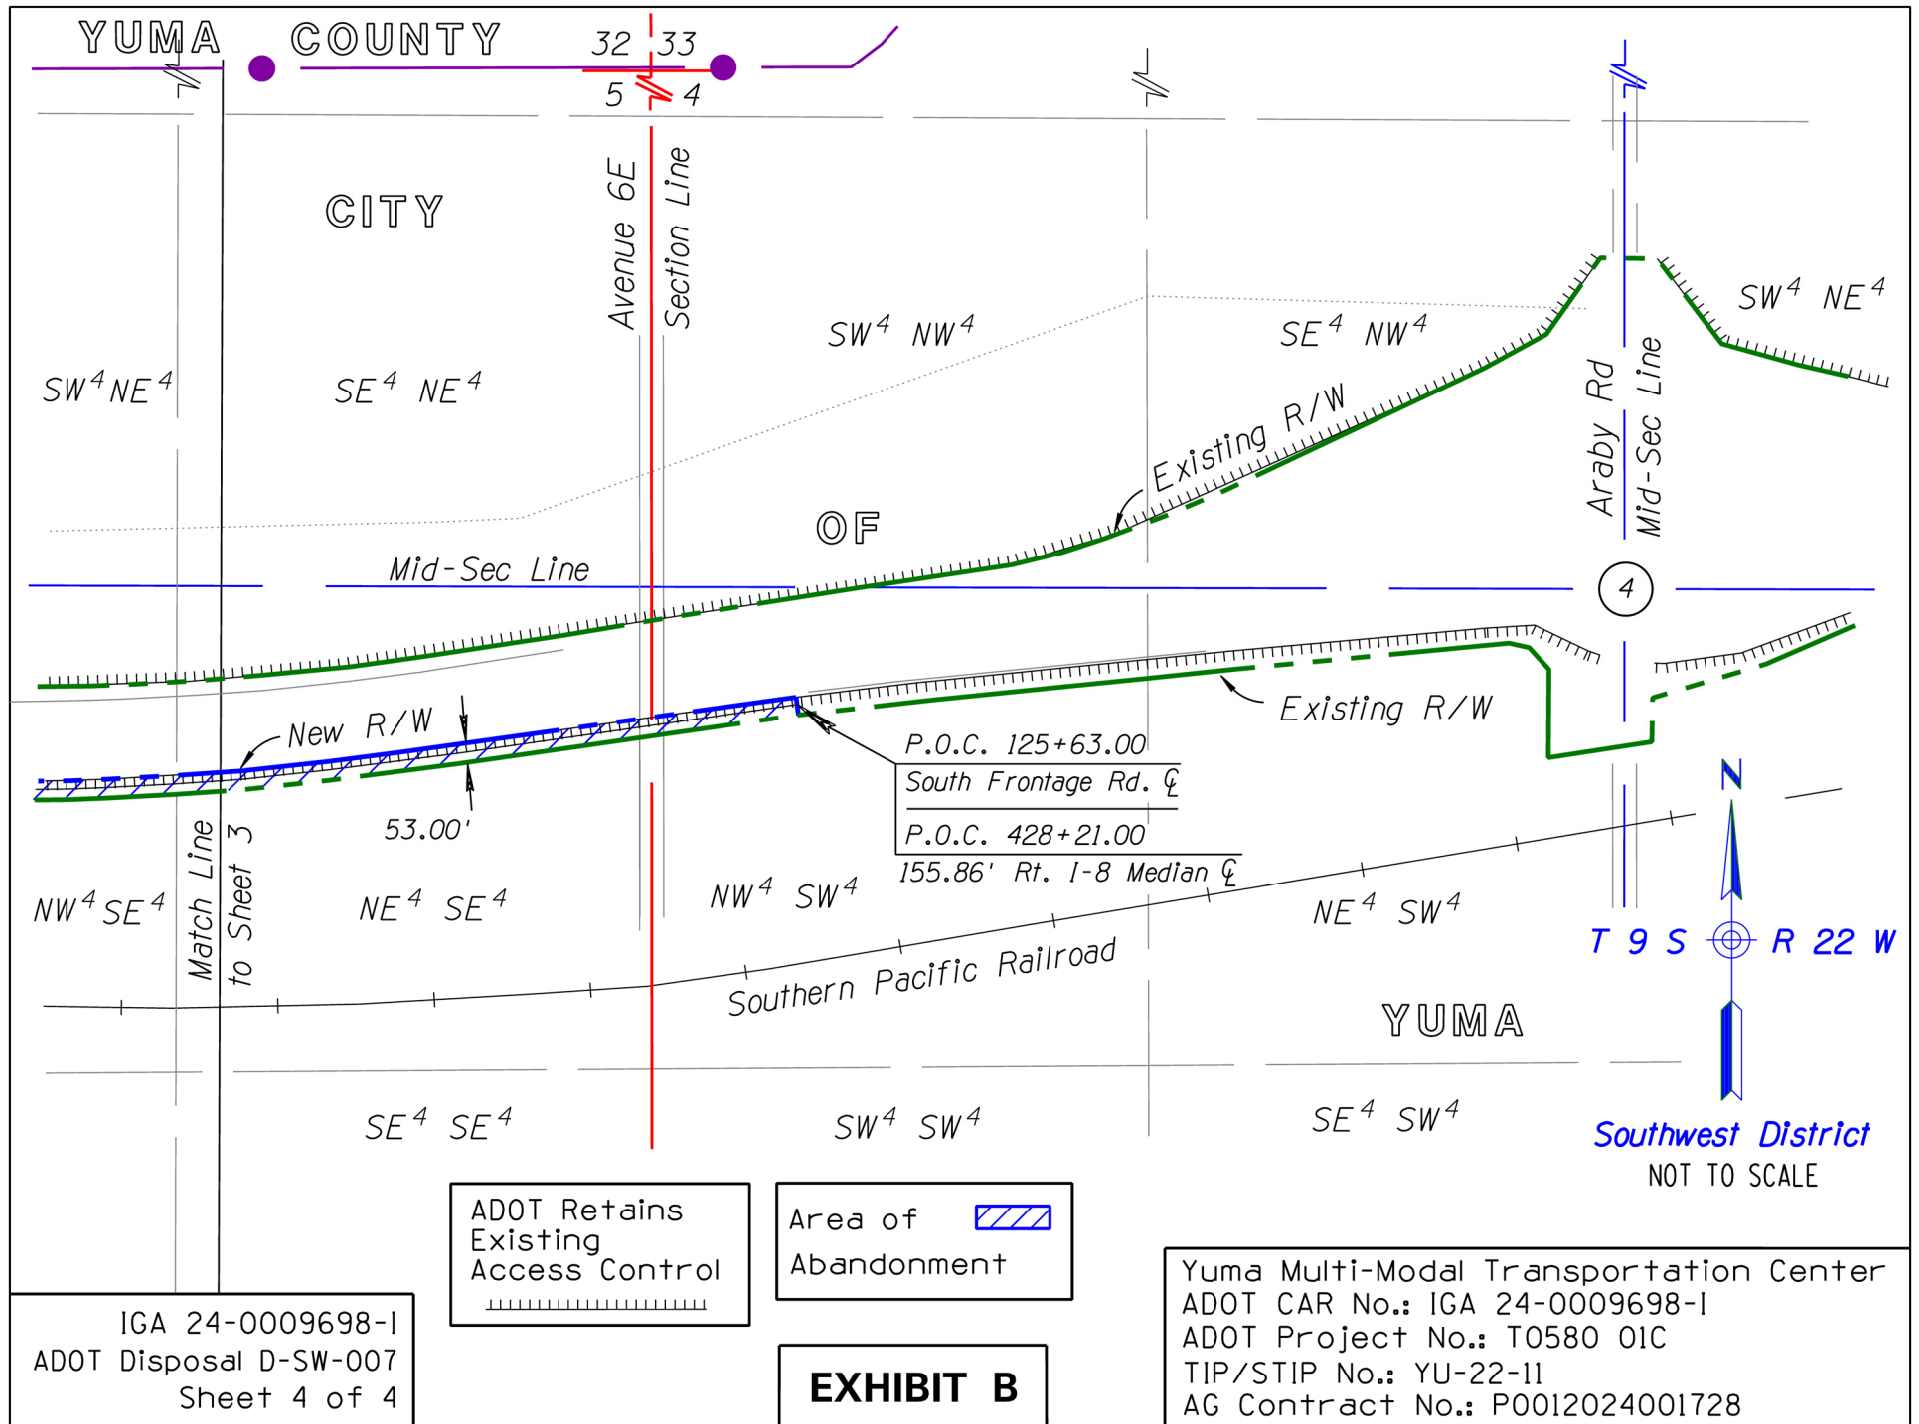 YUMA COUNTY
32 33
5 4
CITY
Avenue 6E
Section Line
SW⁴ NW⁴
SE⁴ NW⁴
SW⁴ NE⁴
SW⁴ NE⁴
SE⁴ NE⁴
Existing R/W
Araby Rd
Mid-Sec Line
OF
Mid-Sec Line
4
New R/W
Existing R/W
P.O.C. 125+63.00
South Frontage Rd. ℄
P.O.C. 428+21.00
155.86' Rt. I-8 Median ℄
53.00'
Match Line
to Sheet 3
NW⁴ SE⁴
NE⁴ SE⁴
NW⁴ SW⁴
NE⁴ SW⁴
N
T 9 S R 22 W
Southern Pacific Railroad
YUMA
SE⁴ SE⁴
SW⁴ SW⁴
SE⁴ SW⁴
Southwest District
NOT TO SCALE
ADOT Retains
Existing
Access Control
Area of
Abandonment
IGA 24-0009698-I
ADOT Disposal D-SW-007
Sheet 4 of 4
EXHIBIT B
Yuma Multi-Modal Transportation Center
ADOT CAR No.: IGA 24-0009698-I
ADOT Project No.: T0580 01C
TIP/STIP No.: YU-22-11
AG Contract No.: P0012024001728